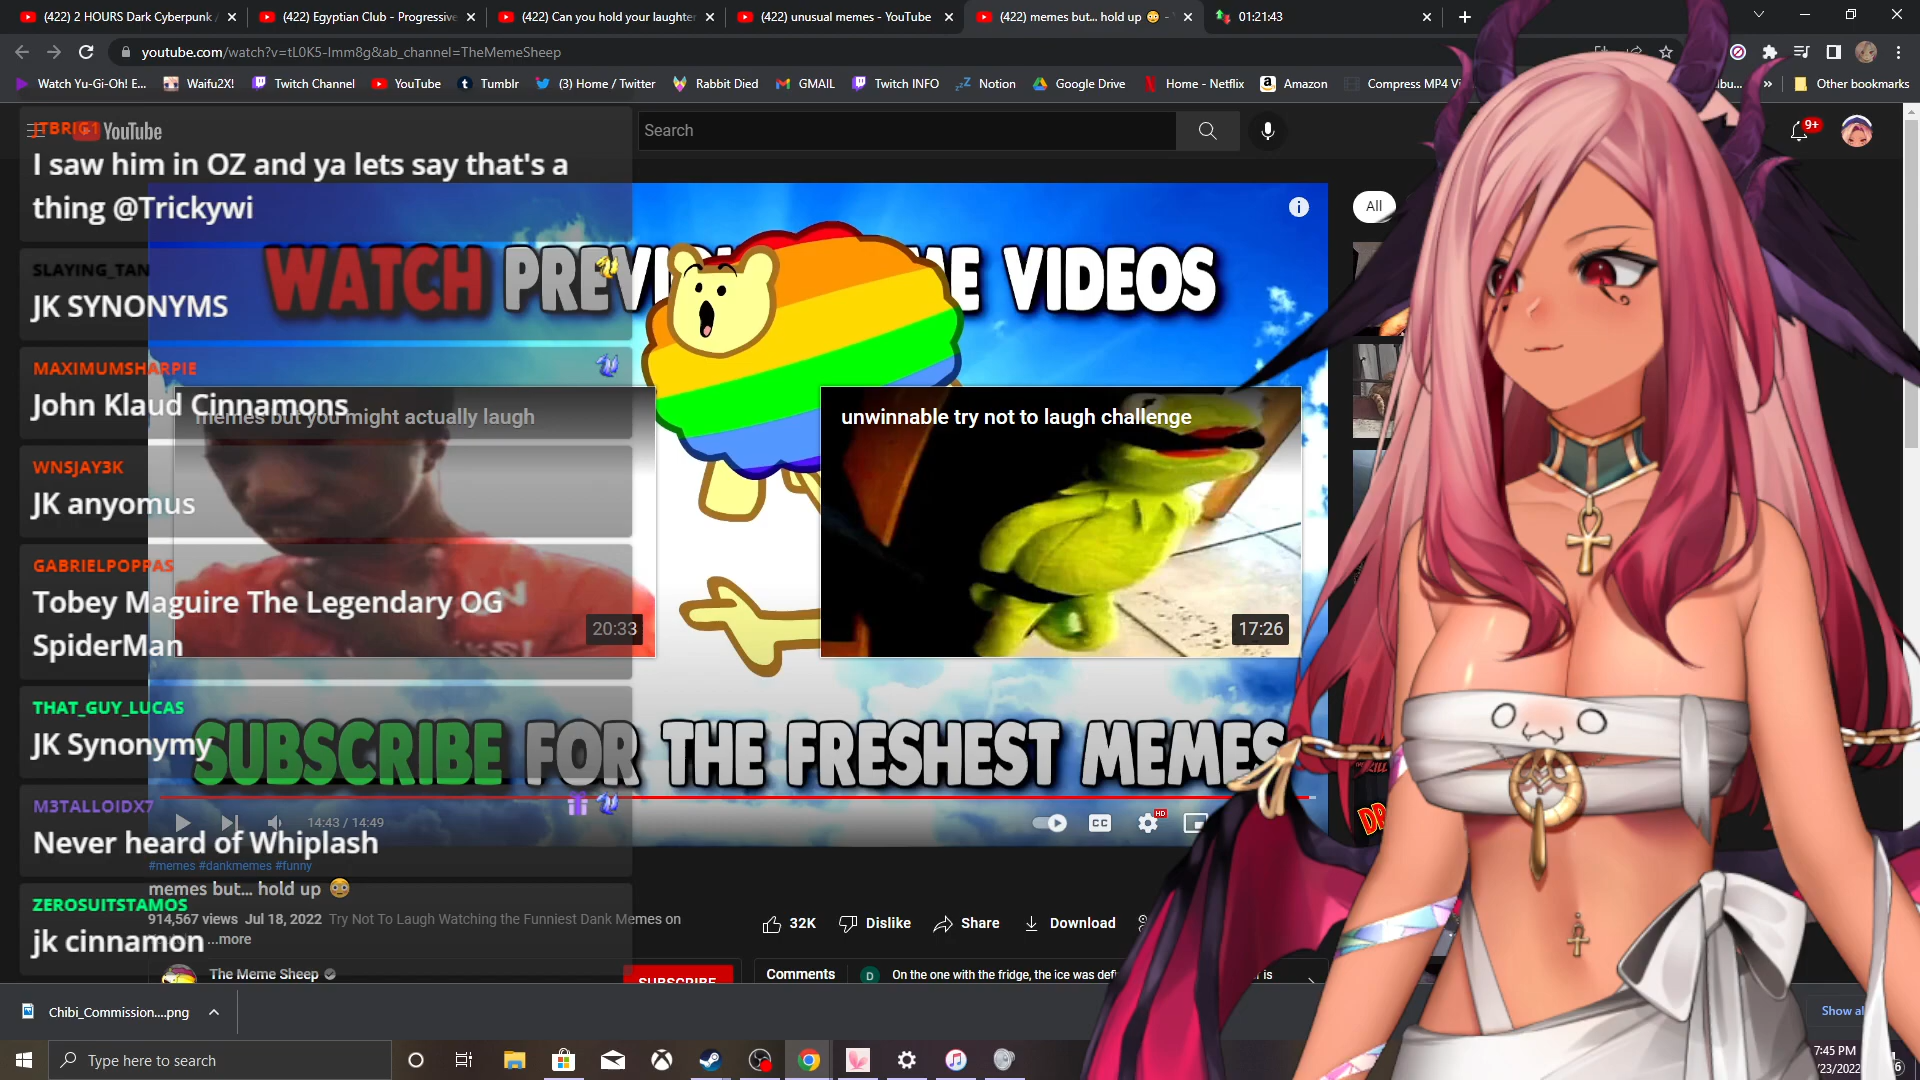 (422) 2 HOURS Dark Cyberpunk
(422) Egyptian Club - Progressive
(422) Can you hold your laughter
(422) unusual memes - YouTube
(422) memes but... hold up 😳 -
01:21:43
youtube.com/watch?v=tL0K5-Imm8g&ab_channel=TheMemeSheep
Watch Yu-Gi-Oh! E...
Waifu2X!
Twitch Channel
YouTube
Tumblr
(3) Home / Twitter
Rabbit Died
GMAIL
Twitch INFO
Notion
Google Drive
Home - Netflix
Amazon
Compress MP4
Other bookmarks
YouTube
Search
9+
All
JTBRIG1
I saw him in OZ and ya lets say that's a
thing @Trickywi
SLAYING_TAN
JK SYNONYMS
MAXIMUMSHARPIE
John Klaud Cinnamons
WNSJAY3K
JK anyomus
GABRIELPOPPAS
Tobey Maguire The Legendary OG
SpiderMan
THAT_GUY_LUCAS
JK Synonymy
M3TALLOIDX7
Never heard of Whiplash
ZEROSUITSTAMOS
jk cinnamon
WATCH VIDEOS
memes but you might actually laugh
20:33
unwinnable try not to laugh challenge
17:26
SUBSCRIBE FOR THE FRESHEST MEMES
14:43 / 14:49
CC
HD
#memes #dankmemes #funny
memes but... hold up 😳
914,567 views Jul 18, 2022 Try Not To Laugh Watching the Funniest Dank Memes on
...more
32K
Dislike
Share
Download
The Meme Sheep
SUBSCRIBE
Comments
D
On the one with the fridge, the ice was
is
Chibi_Commission....png
Show
Type here to search
7:45 PM
/23/2022